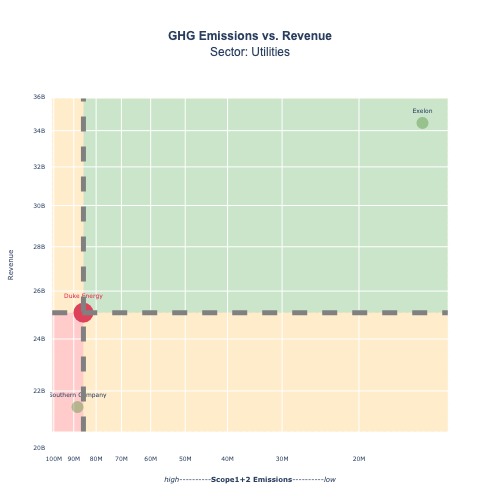 GHG Emissions vs. Revenue
Sector: Utilities
36B
Exelon
34B
32B
30B
28B
Revenue
26B
Duke Energy
24B
22B
Southern Company
20B
100M 90M 80M 70M 60M 50M 40M 30M 20M
high----------Scope1+2 Emissions----------low